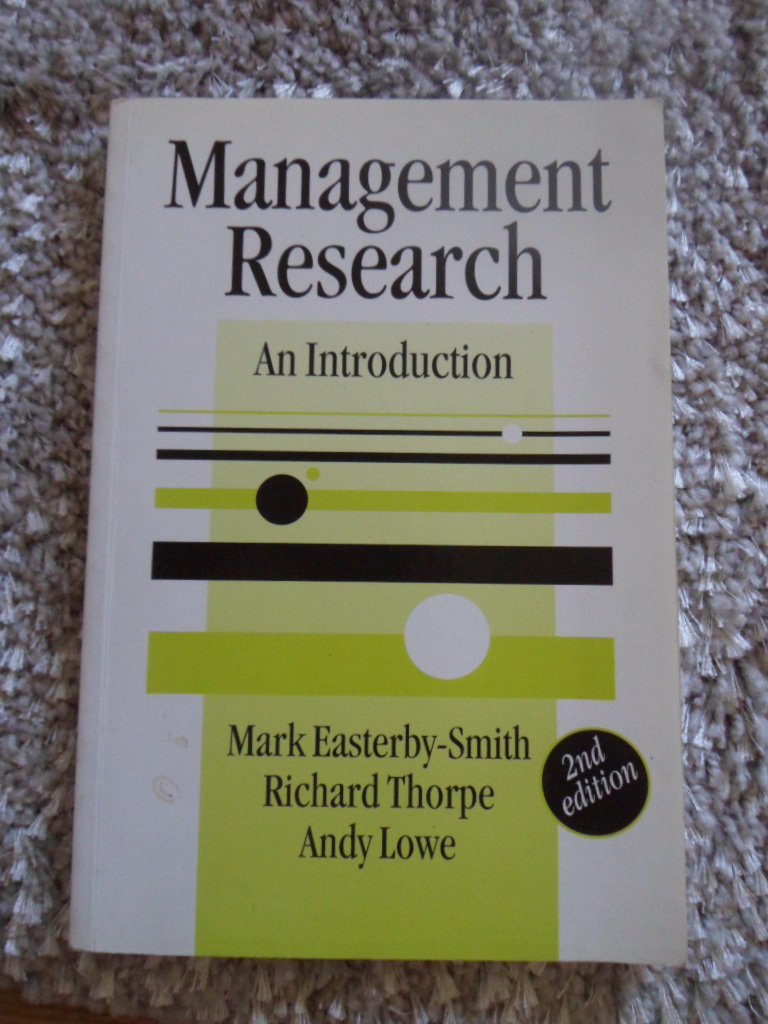 Management
Research
An Introduction
Mark Easterby-Smith
Richard Thorpe
Andy Lowe
2nd
edition